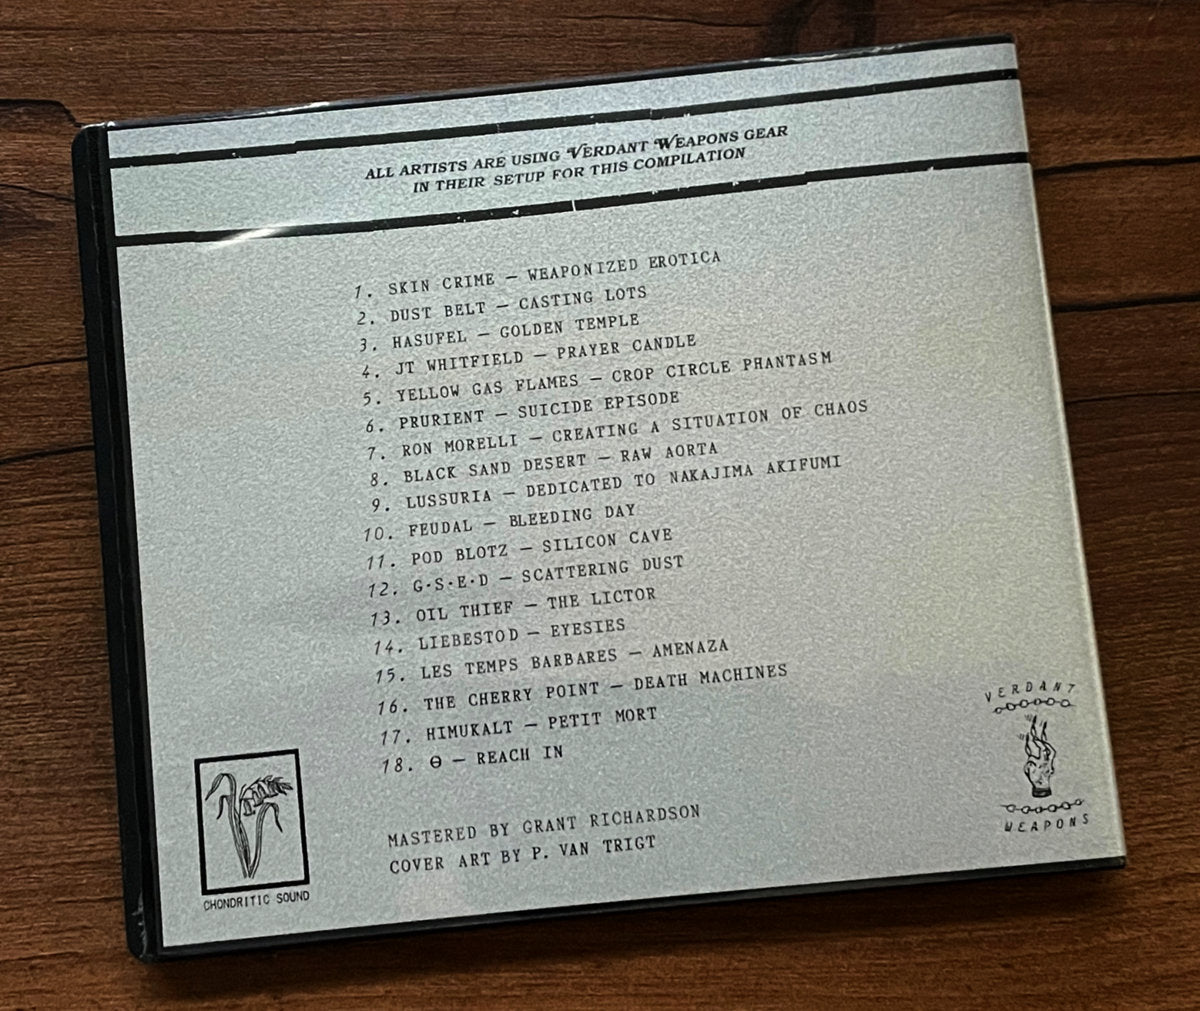 ALL ARTISTS ARE USING VERDANT WEAPONS GEAR
IN THEIR SETUP FOR THIS COMPILATION
1. SKIN CRIME — WEAPONIZED EROTICA
2. DUST BELT — CASTING LOTS
3. HASUFEL — GOLDEN TEMPLE
4. JT WHITFIELD — PRAYER CANDLE
5. YELLOW GAS FLAMES — CROP CIRCLE PHANTASM
6. PRURIENT — SUICIDE EPISODE
7. RON MORELLI — CREATING A SITUATION OF CHAOS
8. BLACK SAND DESERT — RAW AORTA
9. LUSSURIA — DEDICATED TO NAKAJIMA AKIFUMI
10. FEUDAL — BLEEDING DAY
11. POD BLOTZ — SILICON CAVE
12. G·S·E·D — SCATTERING DUST
13. OIL THIEF — THE LICTOR
14. LIEBESTOD — EYESIES
15. LES TEMPS BARBARES — AMENAZA
16. THE CHERRY POINT — DEATH MACHINES
17. HIMUKALT — PETIT MORT
18. Θ — REACH IN
MASTERED BY GRANT RICHARDSON
COVER ART BY P. VAN TRIGT
CHONDRITIC SOUND
VERDANT
WEAPONS